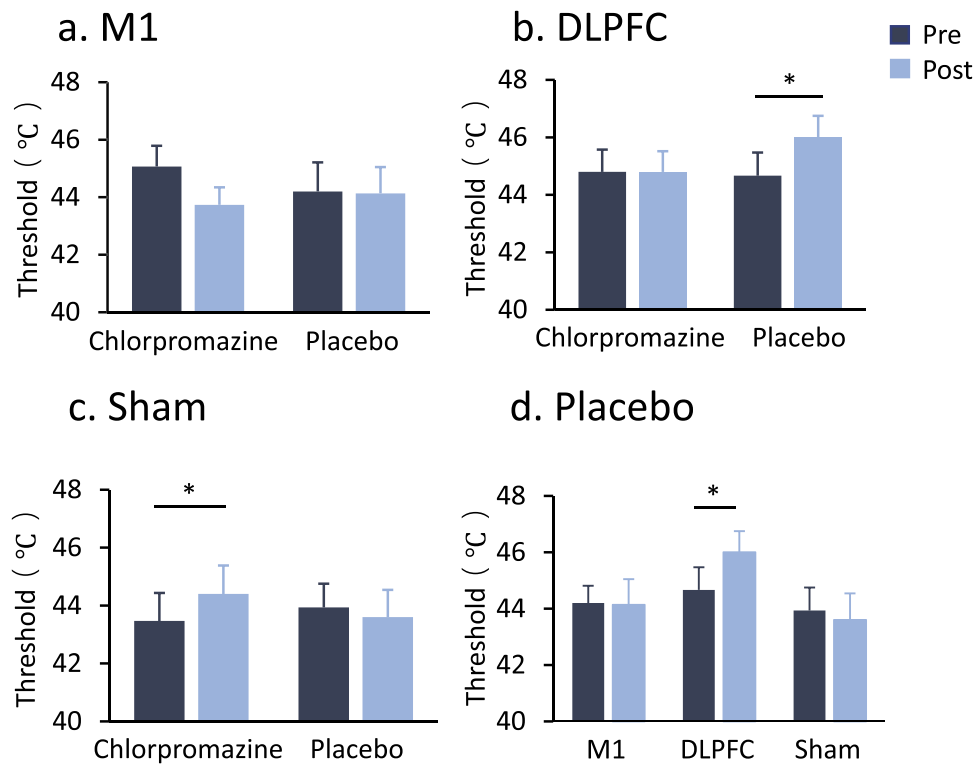 a. M1
b. DLPFC
Pre
Post
Threshold ( ℃ )
48
46
44
42
40
Chlorpromazine
Placebo
Threshold ( ℃ )
48
46
44
42
40
*
Chlorpromazine
Placebo
c. Sham
d. Placebo
Threshold ( ℃ )
48
46
44
42
40
*
Chlorpromazine
Placebo
Threshold ( ℃ )
48
46
44
42
40
*
M1
DLPFC
Sham